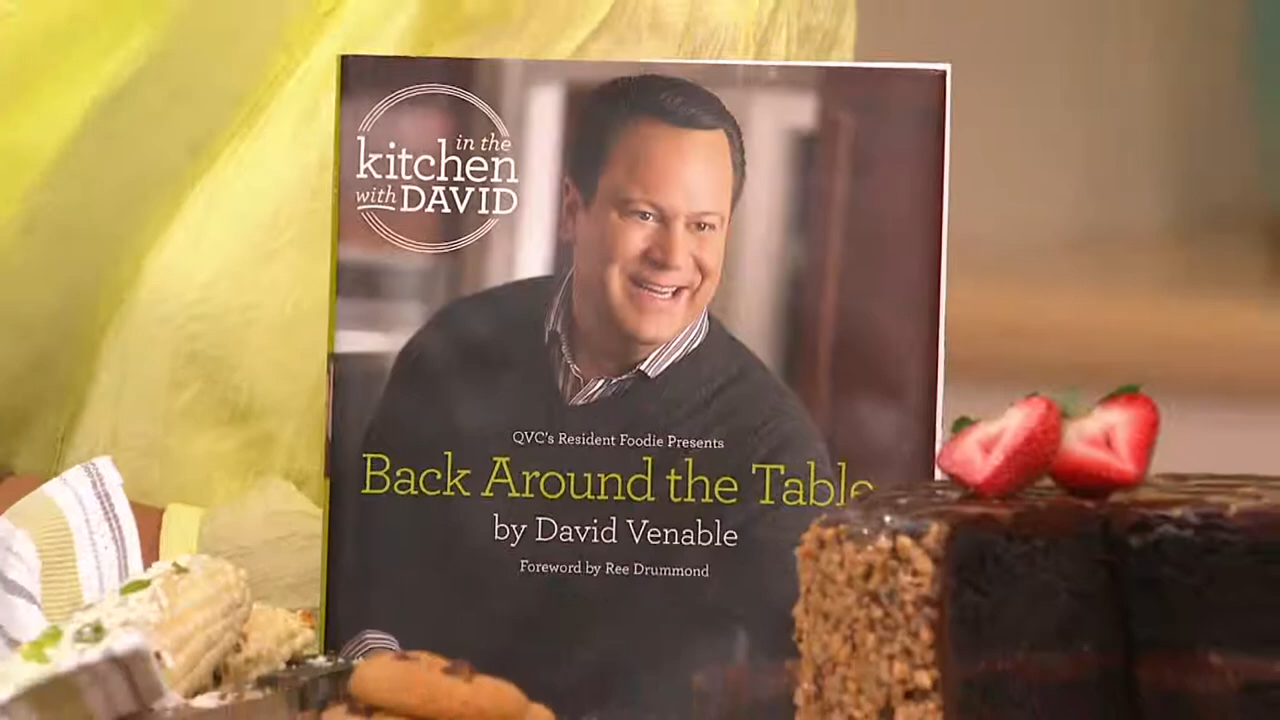 in the
kitchen
with DAVID
QVC's Resident Foodie Presents
Back Around the Table
by David Venable
Foreword by Ree Drummond